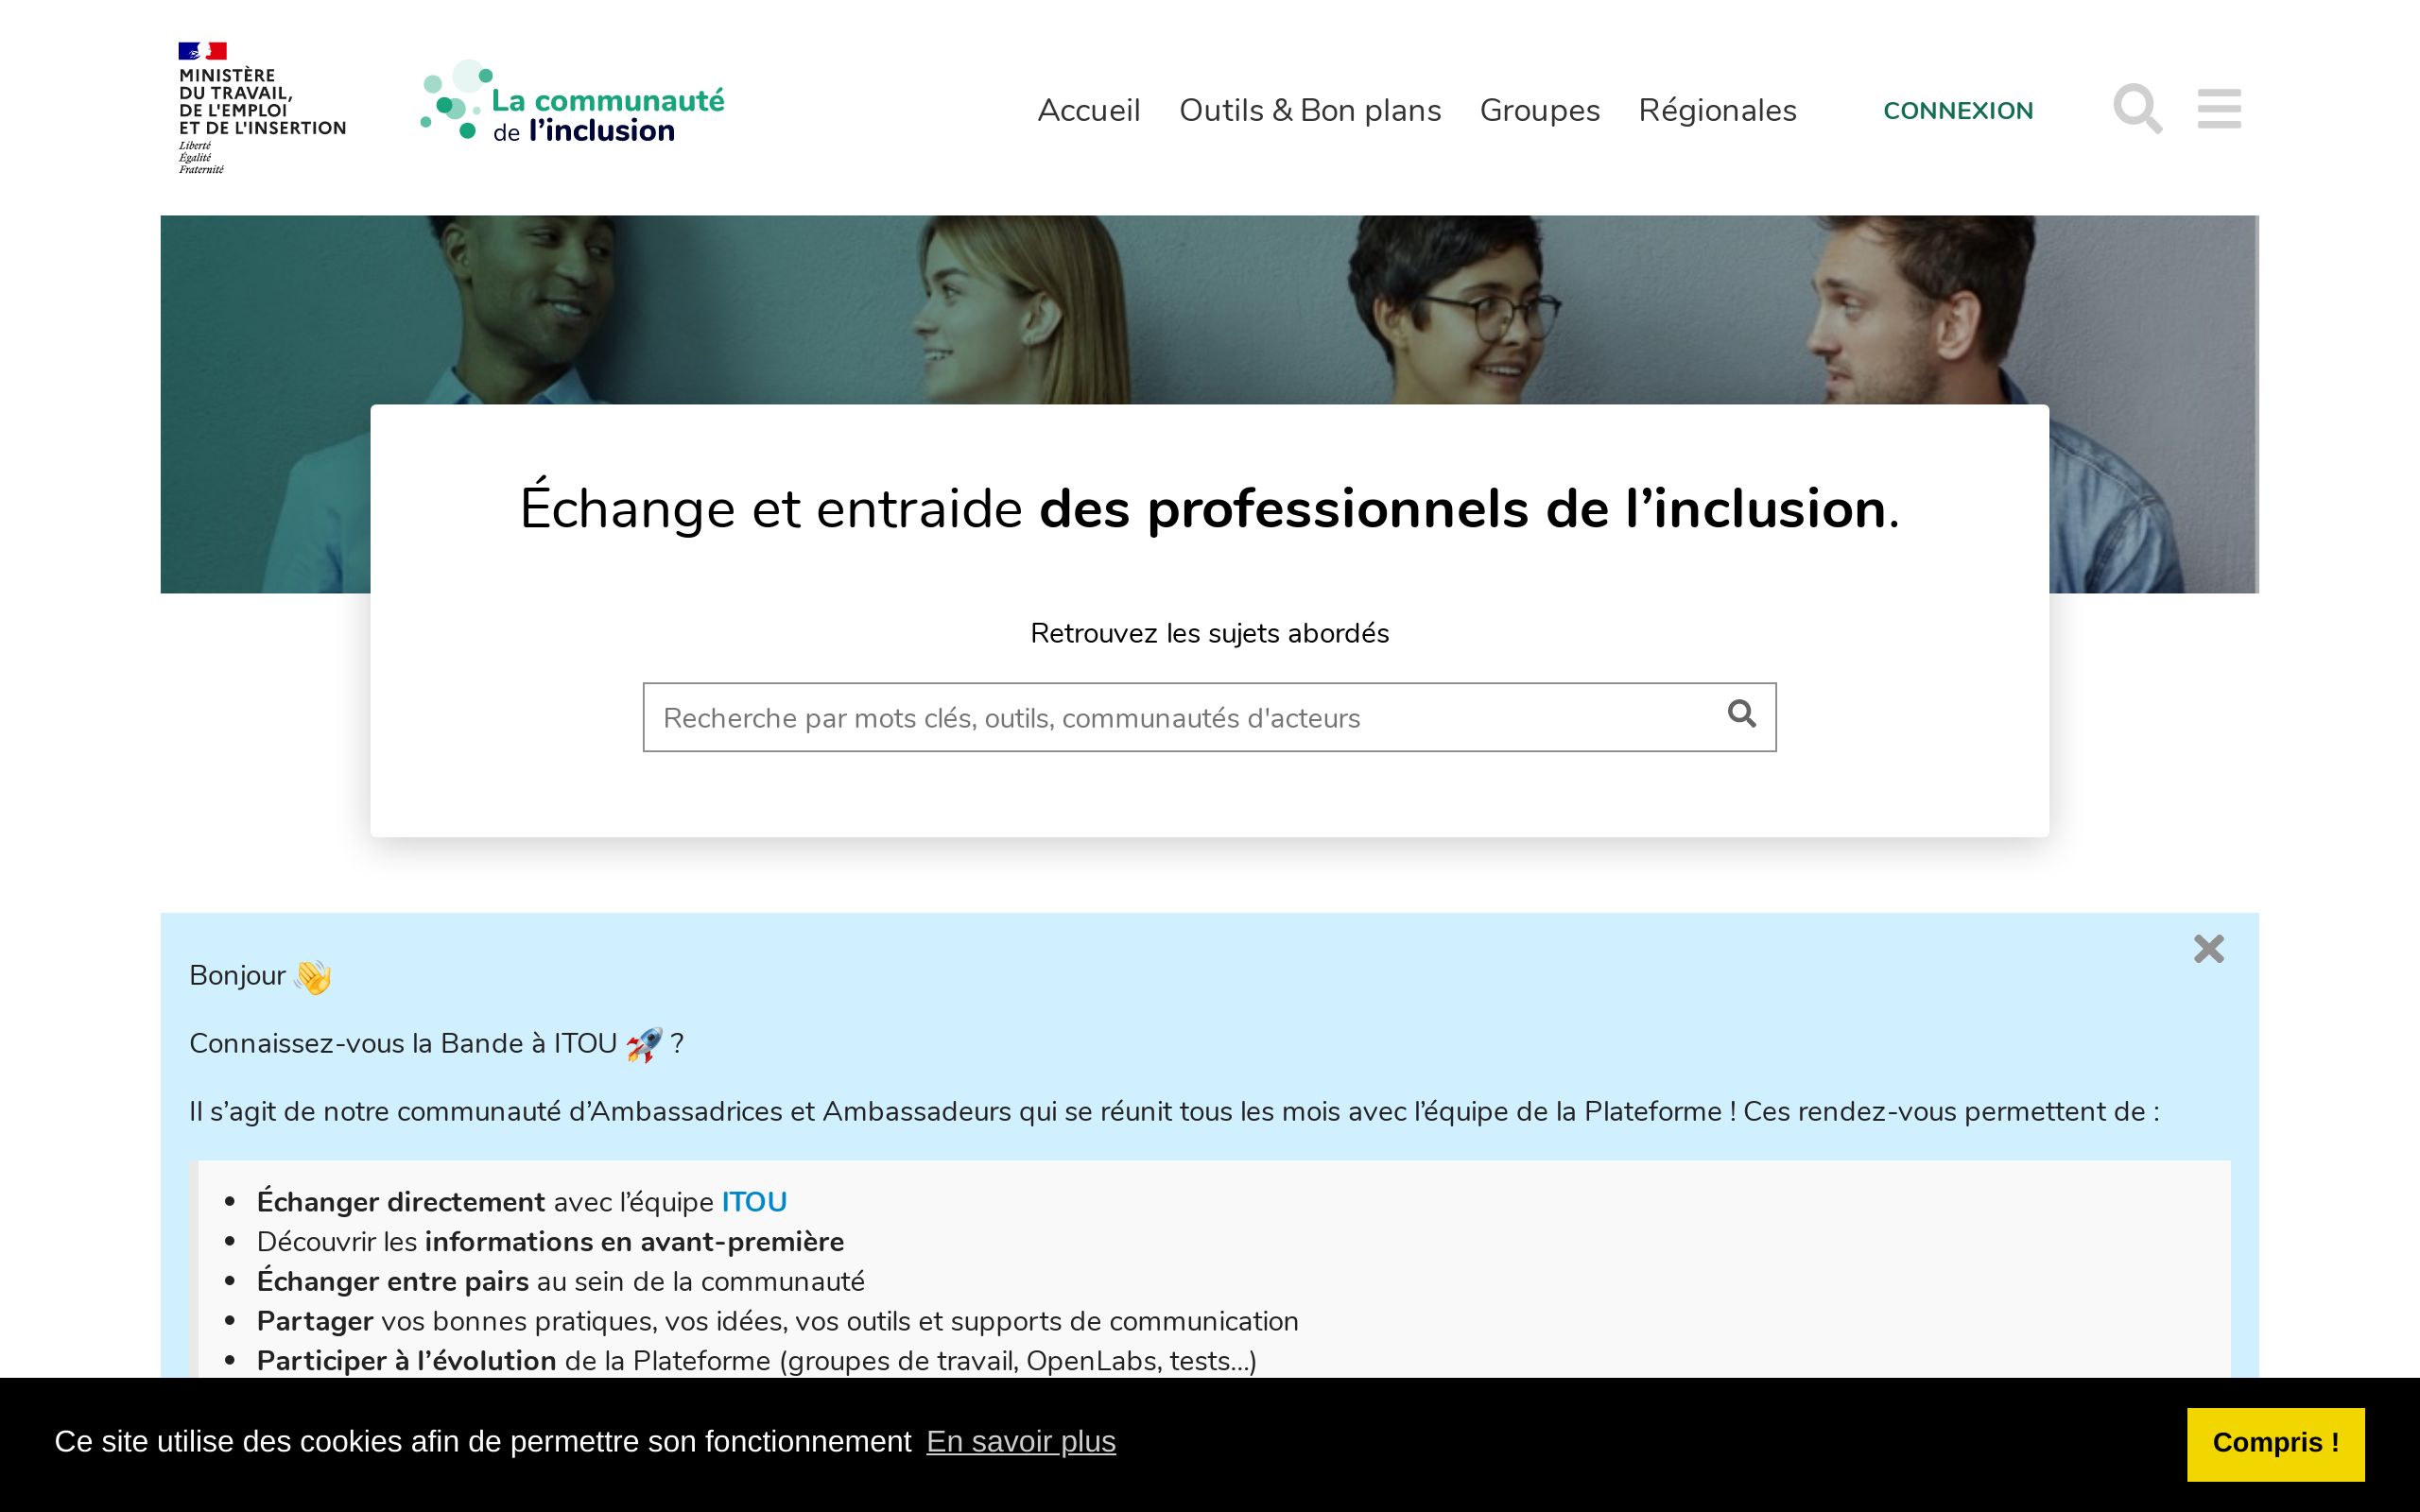 MINISTÈRE
DU TRAVAIL,
DE L'EMPLOI
ET DE L'INSERTION
Liberté
Égalité
Fraternité
La communauté
de l’inclusion
Accueil Outils & Bon plans Groupes Régionales CONNEXION
Échange et entraide des professionnels de l’inclusion.
Retrouvez les sujets abordés
Recherche par mots clés, outils, communautés d'acteurs
Bonjour 👋
Connaissez-vous la Bande à ITOU 🚀 ?
Il s’agit de notre communauté d’Ambassadrices et Ambassadeurs qui se réunit tous les mois avec l’équipe de la Plateforme ! Ces rendez-vous permettent de :
• Échanger directement avec l’équipe ITOU
• Découvrir les informations en avant-première
• Échanger entre pairs au sein de la communauté
• Partager vos bonnes pratiques, vos idées, vos outils et supports de communication
• Participer à l’évolution de la Plateforme (groupes de travail, OpenLabs, tests…)
Ce site utilise des cookies afin de permettre son fonctionnement En savoir plus
Compris !